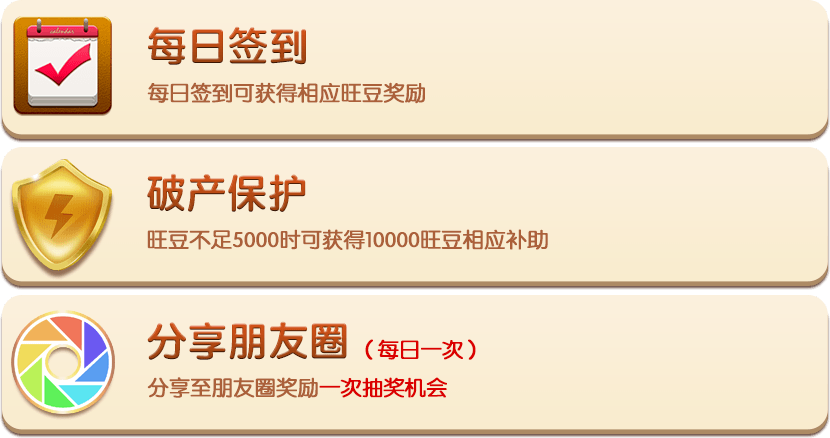 calendar
每日签到
每日签到可获得相应旺豆奖励
破产保护
旺豆不足5000时可获得10000旺豆相应补助
分享朋友圈（每日一次）
分享至朋友圈奖励一次抽奖机会